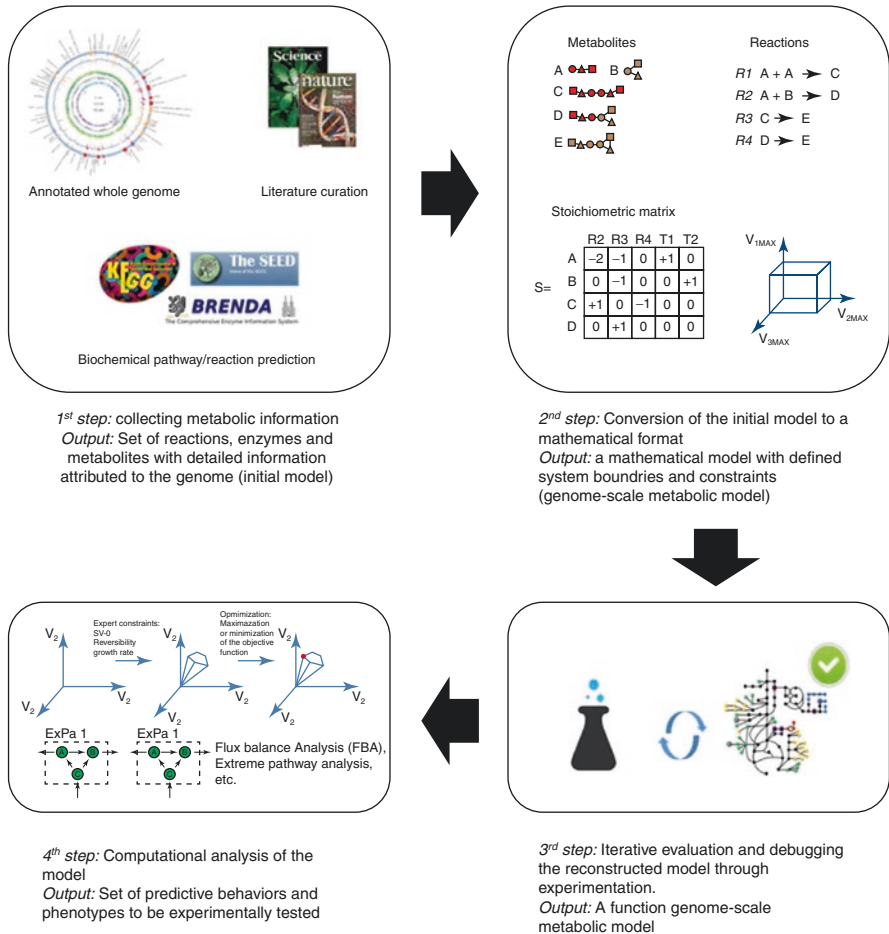 Science
nature
Annotated whole genome
Literature curation
KEGG
The SEED
BRENDA
The Comprehensive Enzyme Information System
Biochemical pathway/reaction prediction
1st step: collecting metabolic information
Output: Set of reactions, enzymes and
metabolites with detailed information
attributed to the genome (initial model)
Metabolites
A B
C
D
E
Reactions
R1 A + A C
R2 A + B D
R3 C E
R4 D E
Stoichiometric matrix
R2 R3 R4 T1 T2
A −2 −1 0 +1 0
B 0 −1 0 0 +1
S=
C +1 0 −1 0 0
D 0 +1 0 0 0
V1MAX
V2MAX
V3MAX
2nd step: Conversion of the initial model to a
mathematical format
Output: a mathematical model with defined
system boundries and constraints
(genome-scale metabolic model)
3rd step: Iterative evaluation and debugging
the reconstructed model through
experimentation.
Output: A function genome-scale
metabolic model
V2
V2
V2
Expert constraints:
SV-0
Reversibility
growth rate
V2
V2
V2
Opmimization:
Maximazation
or minimization
of the objective
function
V2
V2
V2
ExPa 1
A B
C
ExPa 1
A B
C
Flux balance Analysis (FBA),
Extreme pathway analysis,
etc.
4th step: Computational analysis of the
model
Output: Set of predictive behaviors and
phenotypes to be experimentally tested